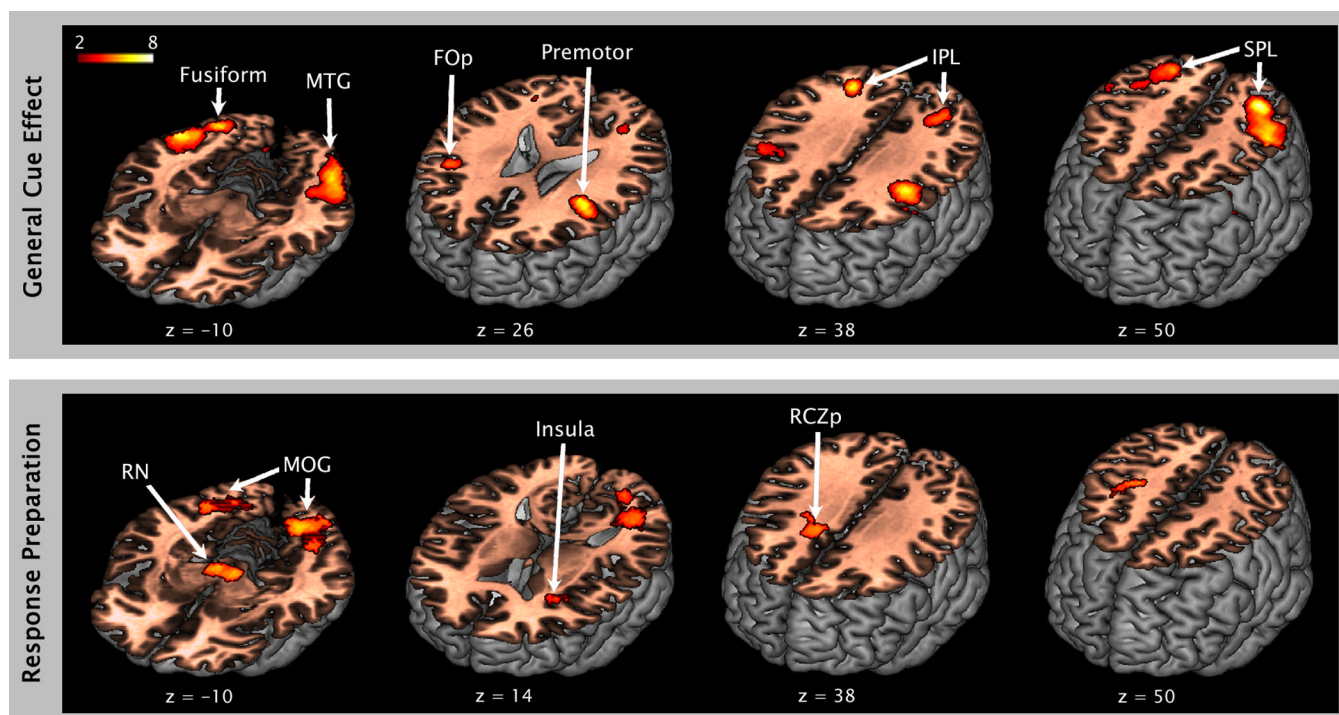 General Cue Effect
2 8
Fusiform
MTG
FOp
Premotor
IPL
SPL
z = –10
z = 26
z = 38
z = 50
Response Preparation
RN
MOG
Insula
RCZp
z = –10
z = 14
z = 38
z = 50